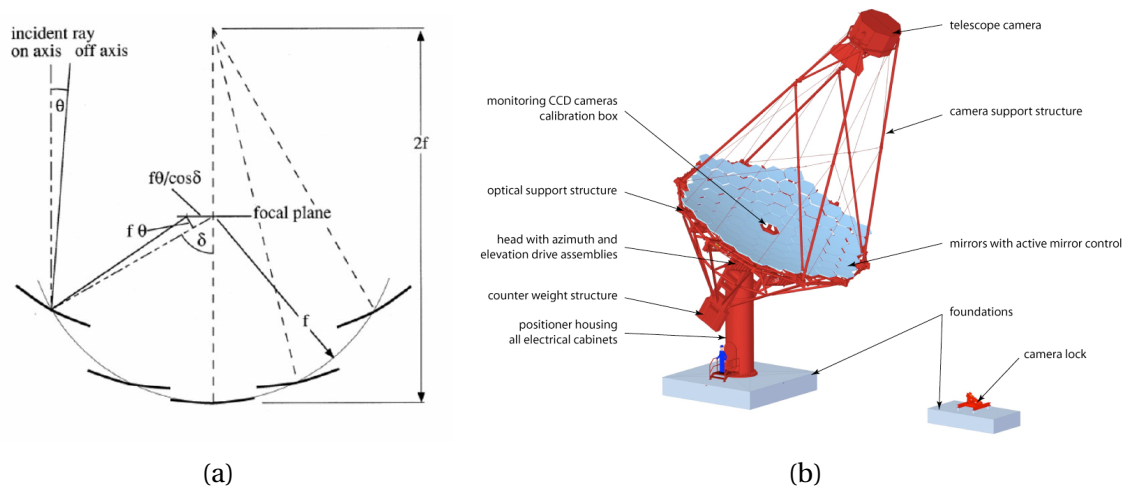 incident ray
on axis off axis
θ
2f
fθ/cosδ
focal plane
f θ
δ
f
(a)
telescope camera
monitoring CCD cameras
calibration box
camera support structure
optical support structure
head with azimuth and
elevation drive assemblies
mirrors with active mirror control
counter weight structure
foundations
positioner housing
all electrical cabinets
camera lock
(b)